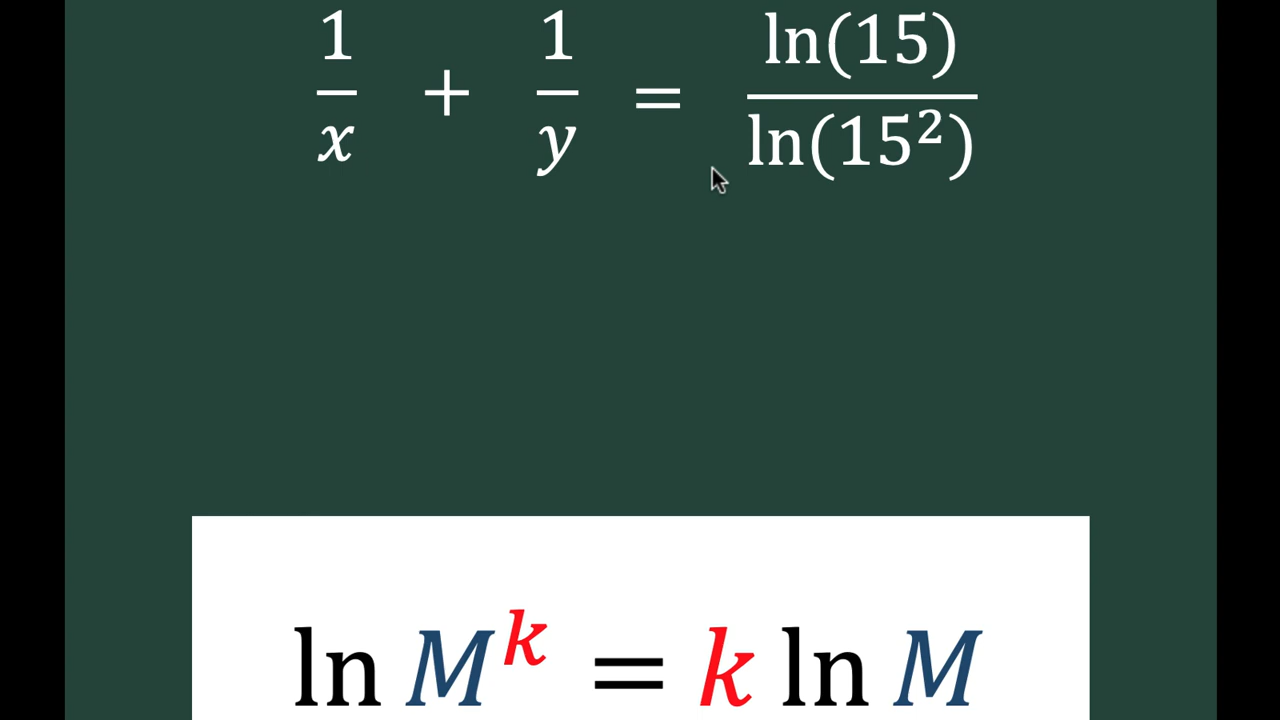 1/x + 1/y = ln(15)/ln(15²)
ln M^k = k ln M